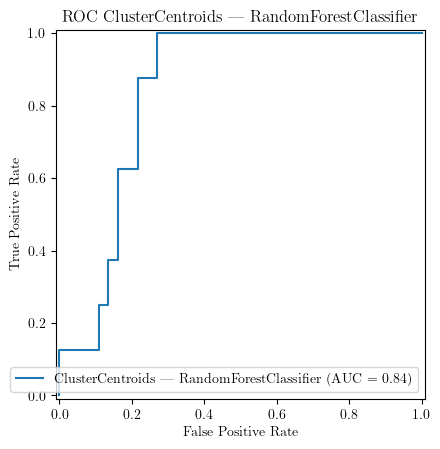 ROC ClusterCentroids — RandomForestClassifier
1.0
0.8
0.6
0.4
0.2
0.0
True Positive Rate
ClusterCentroids — RandomForestClassifier (AUC = 0.84)
0.0 0.2 0.4 0.6 0.8 1.0
False Positive Rate